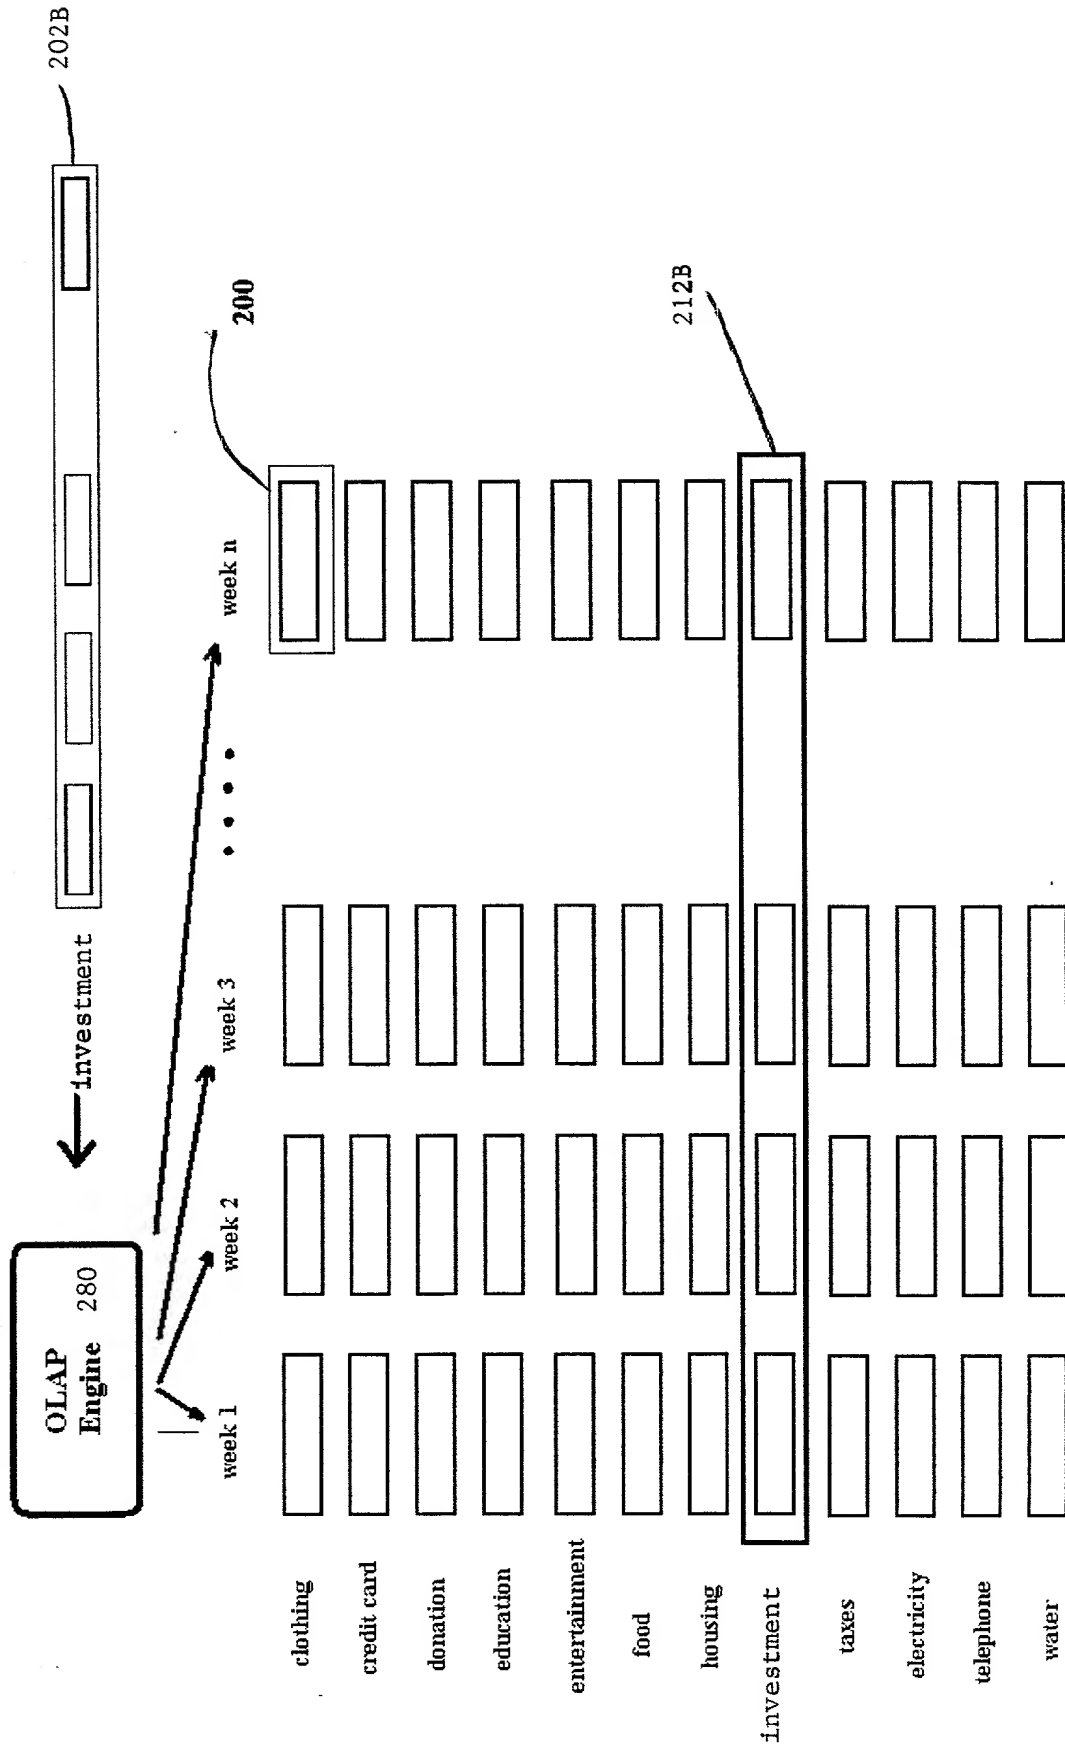 202B
OLAP
Engine 280
investment
200
week 1 week 2 week 3 week n
212B
clothing
credit card
donation
education
entertainment
food
housing
investment
taxes
electricity
telephone
water